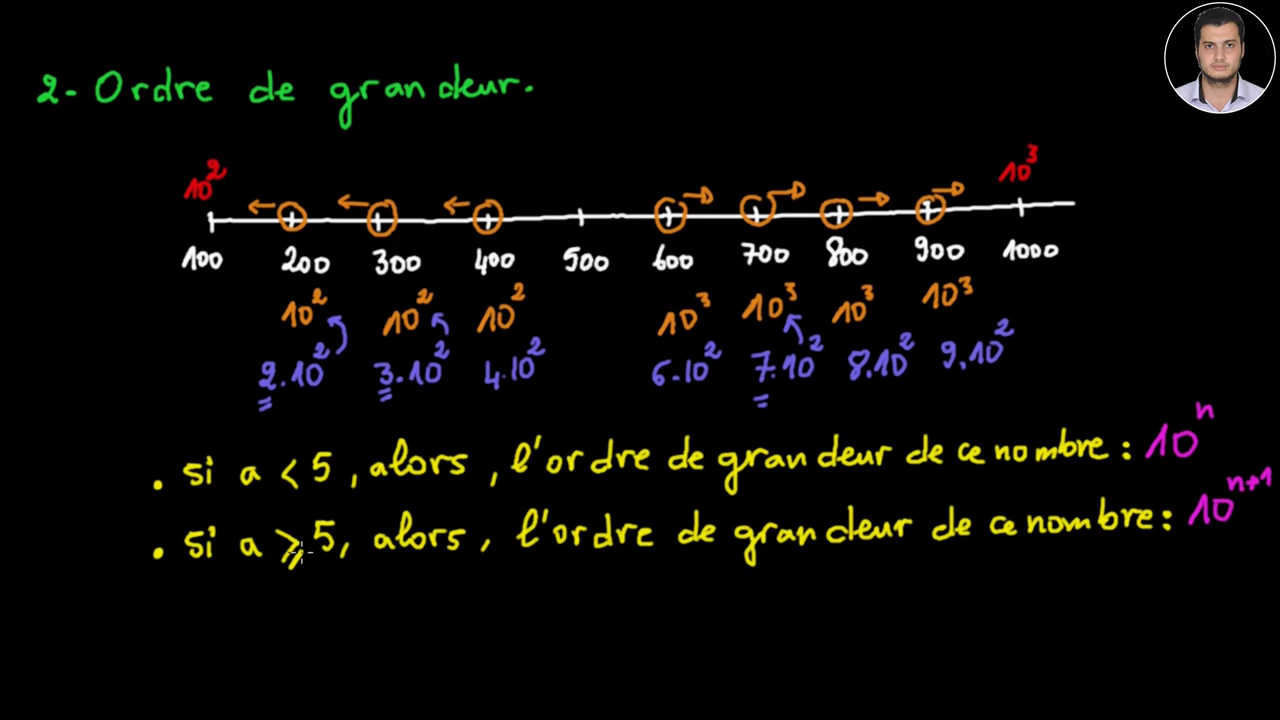 2- Ordre de grandeur.
10² 10³
100 200 300 400 500 600 700 800 900 1000
10² 10² 10² 10³ 10³ 10³ 10³
2.10² 3.10² 4.10² 6.10² 7.10² 8.10² 9.10²
. si a < 5, alors, l'ordre de grandeur de ce nombre : 10ⁿ
. si a ⩾ 5, alors, l'ordre de grandeur de ce nombre : 10ⁿ⁺¹